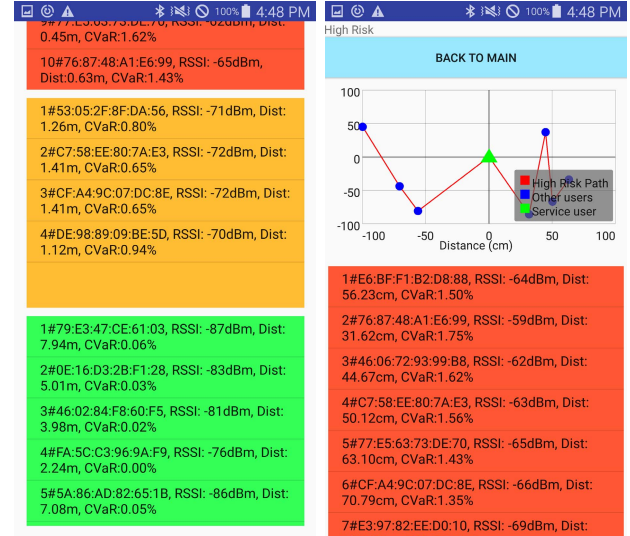 100% 4:48 PM
9#77:E5:63:73:DE:70, RSSI: -62dBm, Dist:
0.45m, CVaR:1.62%
10#76:87:48:A1:E6:99, RSSI: -65dBm,
Dist:0.63m, CVaR:1.43%
1#53:05:2F:8F:DA:56, RSSI: -71dBm, Dist:
1.26m, CVaR:0.80%
2#C7:58:EE:80:7A:E3, RSSI: -72dBm, Dist:
1.41m, CVaR:0.65%
3#CF:A4:9C:07:DC:8E, RSSI: -72dBm, Dist:
1.41m, CVaR:0.65%
4#DE:98:89:09:BE:5D, RSSI: -70dBm, Dist:
1.12m, CVaR:0.94%
1#79:E3:47:CE:61:03, RSSI: -87dBm, Dist:
7.94m, CVaR:0.06%
2#0E:16:D3:2B:F1:28, RSSI: -83dBm, Dist:
5.01m, CVaR:0.03%
3#46:02:84:F8:60:F5, RSSI: -81dBm, Dist:
3.98m, CVaR:0.02%
4#FA:5C:C3:96:9A:F9, RSSI: -76dBm, Dist:
2.24m, CVaR:0.00%
5#5A:86:AD:82:65:1B, RSSI: -86dBm, Dist:
7.08m, CVaR:0.05%
100% 4:48 PM
High Risk
BACK TO MAIN
100
50
0
-50
-100
-100 -50 0 50 100
Distance (cm)
High Risk Path
Other users
Service user
1#E6:BF:F1:B2:D8:88, RSSI: -64dBm, Dist:
56.23cm, CVaR:1.50%
2#76:87:48:A1:E6:99, RSSI: -59dBm, Dist:
31.62cm, CVaR:1.75%
3#46:06:72:93:99:B8, RSSI: -62dBm, Dist:
44.67cm, CVaR:1.62%
4#C7:58:EE:80:7A:E3, RSSI: -63dBm, Dist:
50.12cm, CVaR:1.56%
5#77:E5:63:73:DE:70, RSSI: -65dBm, Dist:
63.10cm, CVaR:1.43%
6#CF:A4:9C:07:DC:8E, RSSI: -66dBm, Dist:
70.79cm, CVaR:1.35%
7#E3:97:82:EE:D0:10, RSSI: -69dBm, Dist: